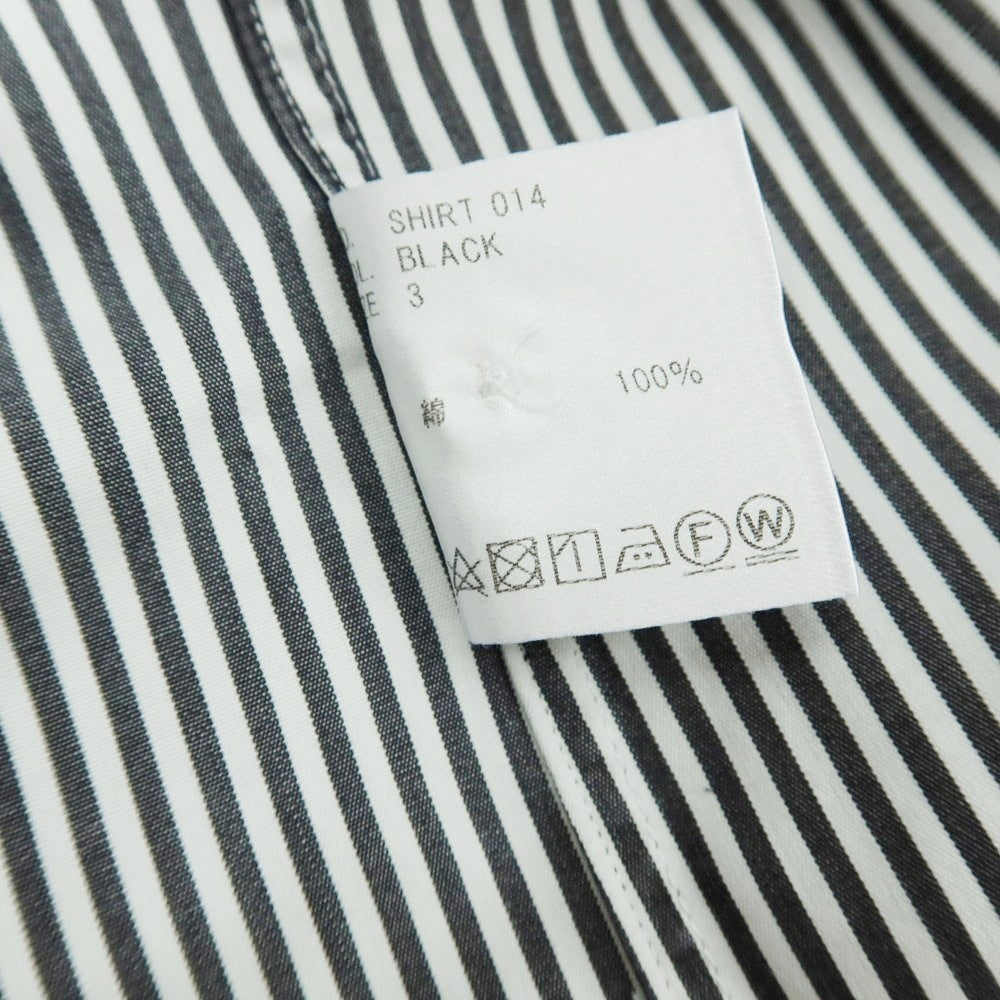 SHIRT 014
BLACK
3
綿 100%
F W